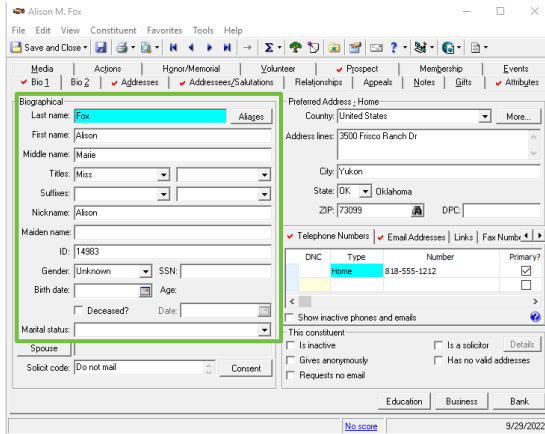 Alison M. Fox
File Edit View Constituent Favorites Tools Help
Save and Close
Media Actions Honor/Memorial Volunteer Prospect Membership Events
Bio 1 Bio 2 Addresses Addressees/Salutations Relationships Appeals Notes Gifts Attributes
Biographical
Last name: Fox Aliases
First name: Alison
Middle name: Marie
Titles: Miss
Suffixes:
Nickname: Alison
Maiden name:
ID: 14983
Gender: Unknown SSN:
Birth date: Age:
Deceased? Date:
Marital status:
Spouse
Solicit code: Do not mail Consent
Preferred Address : Home
Country: United States More...
Address lines: 3500 Frisco Ranch Dr
City: Yukon
State: OK Oklahoma
ZIP: 73099 DPC:
Telephone Numbers Email Addresses Links Fax Numbe
DNC Type Number Primary?
Home 818-555-1212
Show inactive phones and emails
This constituent
Is inactive Is a solicitor Details
Gives anonymously Has no valid addresses
Requests no email
Education Business Bank
No score 9/29/2022